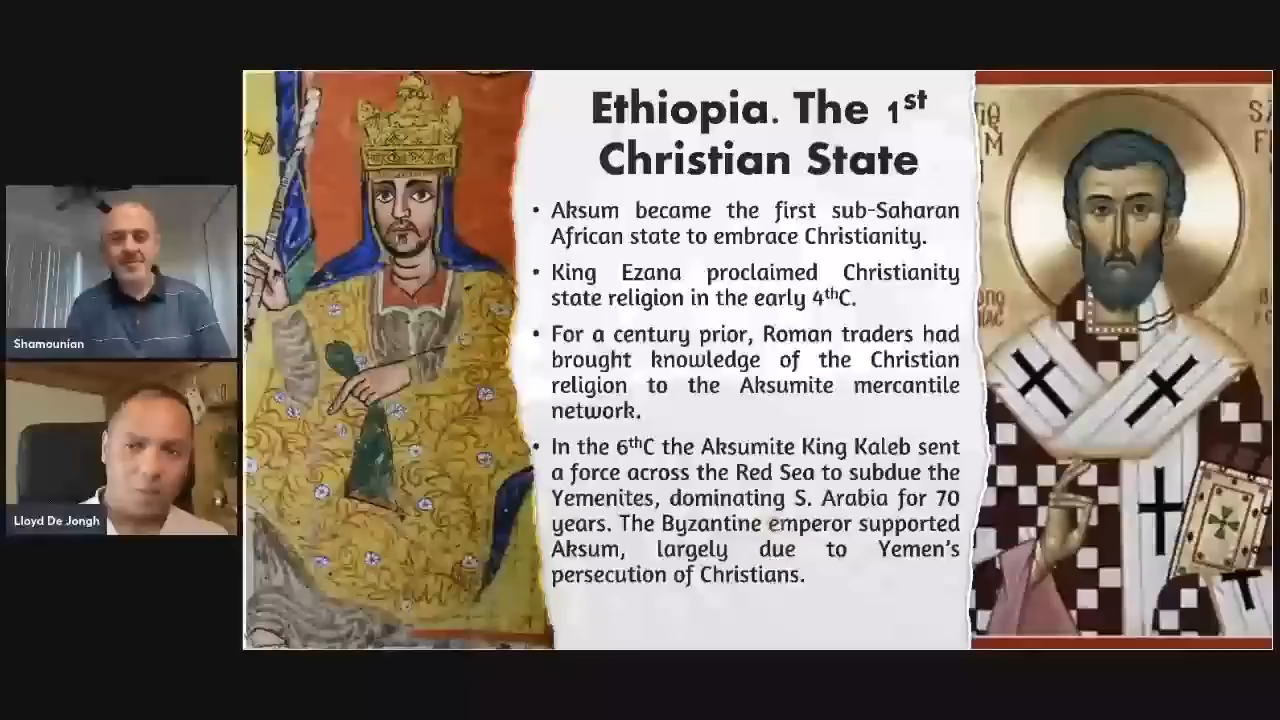 Ethiopia. The 1st
Christian State
• Aksum became the first sub-Saharan
African state to embrace Christianity.
• King Ezana proclaimed Christianity
state religion in the early 4thC.
• For a century prior, Roman traders had
brought knowledge of the Christian
religion to the Aksumite mercantile
network.
• In the 6thC the Aksumite King Kaleb sent
a force across the Red Sea to subdue the
Yemenites, dominating S. Arabia for 70
years. The Byzantine emperor supported
Aksum, largely due to Yemen's
persecution of Christians.
Shamounian
Lloyd De Jongh